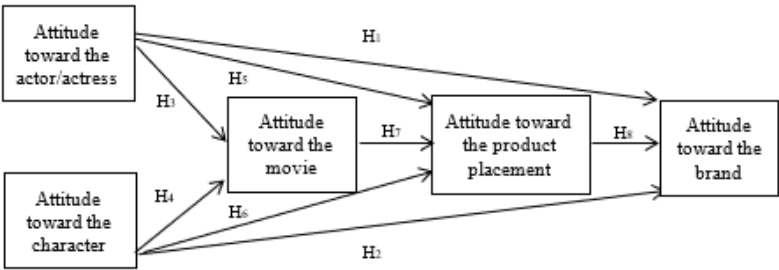 Attitude
toward the
actor/actress
H1
H5
H3
Attitude
toward the
movie
H7
Attitude toward
the product
placement
H8
Attitude
toward the
brand
Attitude
toward the
character
H4
H6
H2